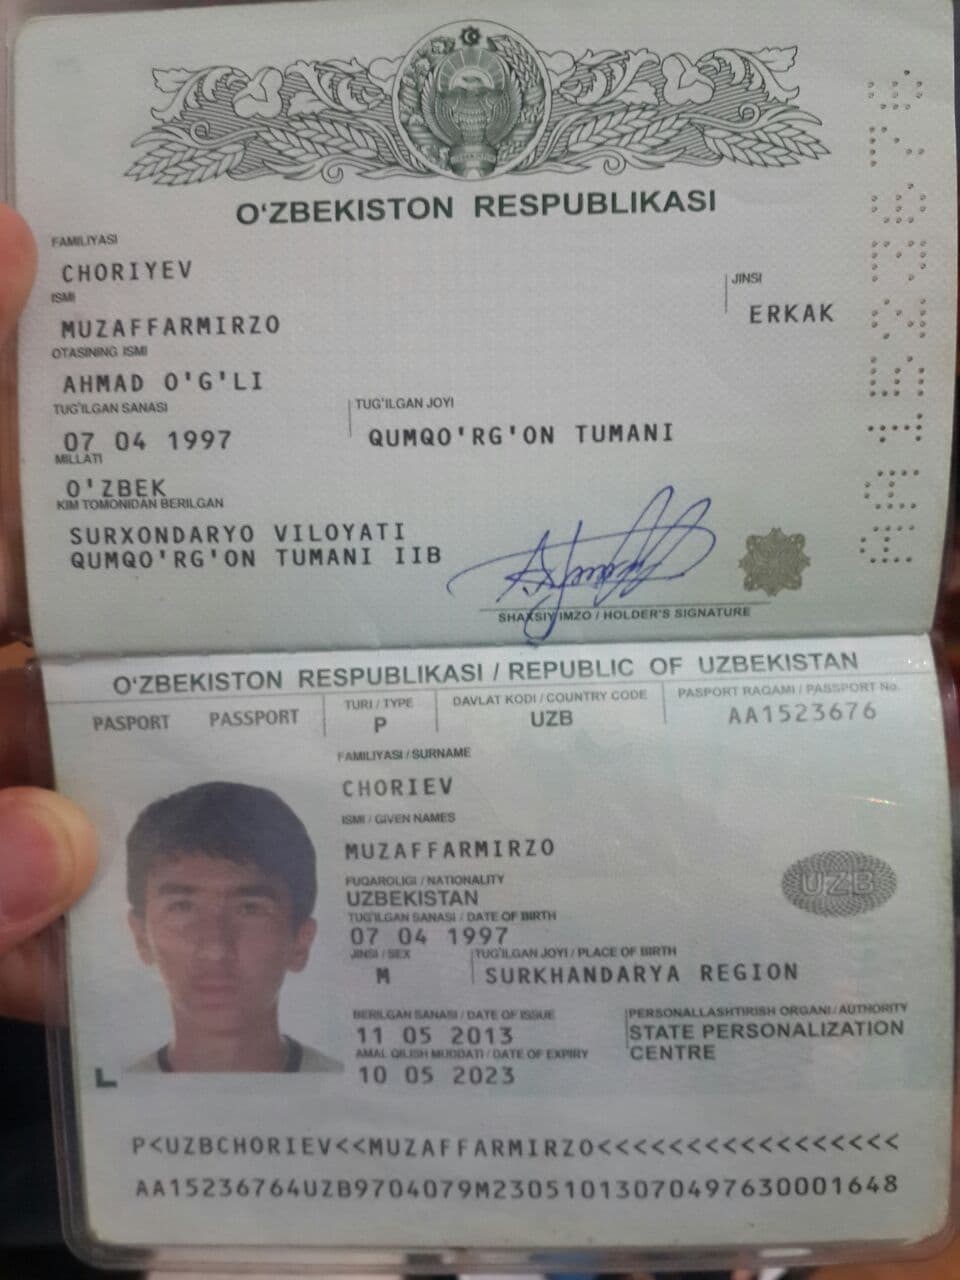 O'ZBEKISTON RESPUBLIKASI
FAMILIYASI
CHORIYEV
ISMI
MUZAFFARMIRZO
JINSI
ERKAK
OTASINING ISMI
AHMAD O'G'LI
TUG'ILGAN SANASI
07 04 1997
TUG'ILGAN JOYI
QUMQO'RG'ON TUMANI
MILLATI
O'ZBEK
KIM TOMONIDAN BERILGAN
SURXONDARYO VILOYATI
QUMQO'RG'ON TUMANI IIB
SHAXSIY IMZO / HOLDER'S SIGNATURE
O'ZBEKISTON RESPUBLIKASI / REPUBLIC OF UZBEKISTAN
PASPORT PASSPORT
TURI / TYPE
P
DAVLAT KODI / COUNTRY CODE
UZB
PASPORT RAQAMI / PASSPORT No.
AA1523676
FAMILIYASI / SURNAME
CHORIEV
ISMI / GIVEN NAMES
MUZAFFARMIRZO
FUQAROLIGI / NATIONALITY
UZBEKISTAN
TUG'ILGAN SANASI / DATE OF BIRTH
07 04 1997
JINSI / SEX
M
TUG'ILGAN JOYI / PLACE OF BIRTH
SURKHANDARYA REGION
BERILGAN SANASI / DATE OF ISSUE
11 05 2013
AMAL QILISH MUDDATI / DATE OF EXPIRY
10 05 2023
PERSONALLASHTIRISH ORGANI / AUTHORITY
STATE PERSONALIZATION
CENTRE
UZB
P<UZBCHORIEV<<MUZAFFARMIRZO<<<<<<<<<<<<<<<<<
AA15236764UZB9704079M23051013070497630001648